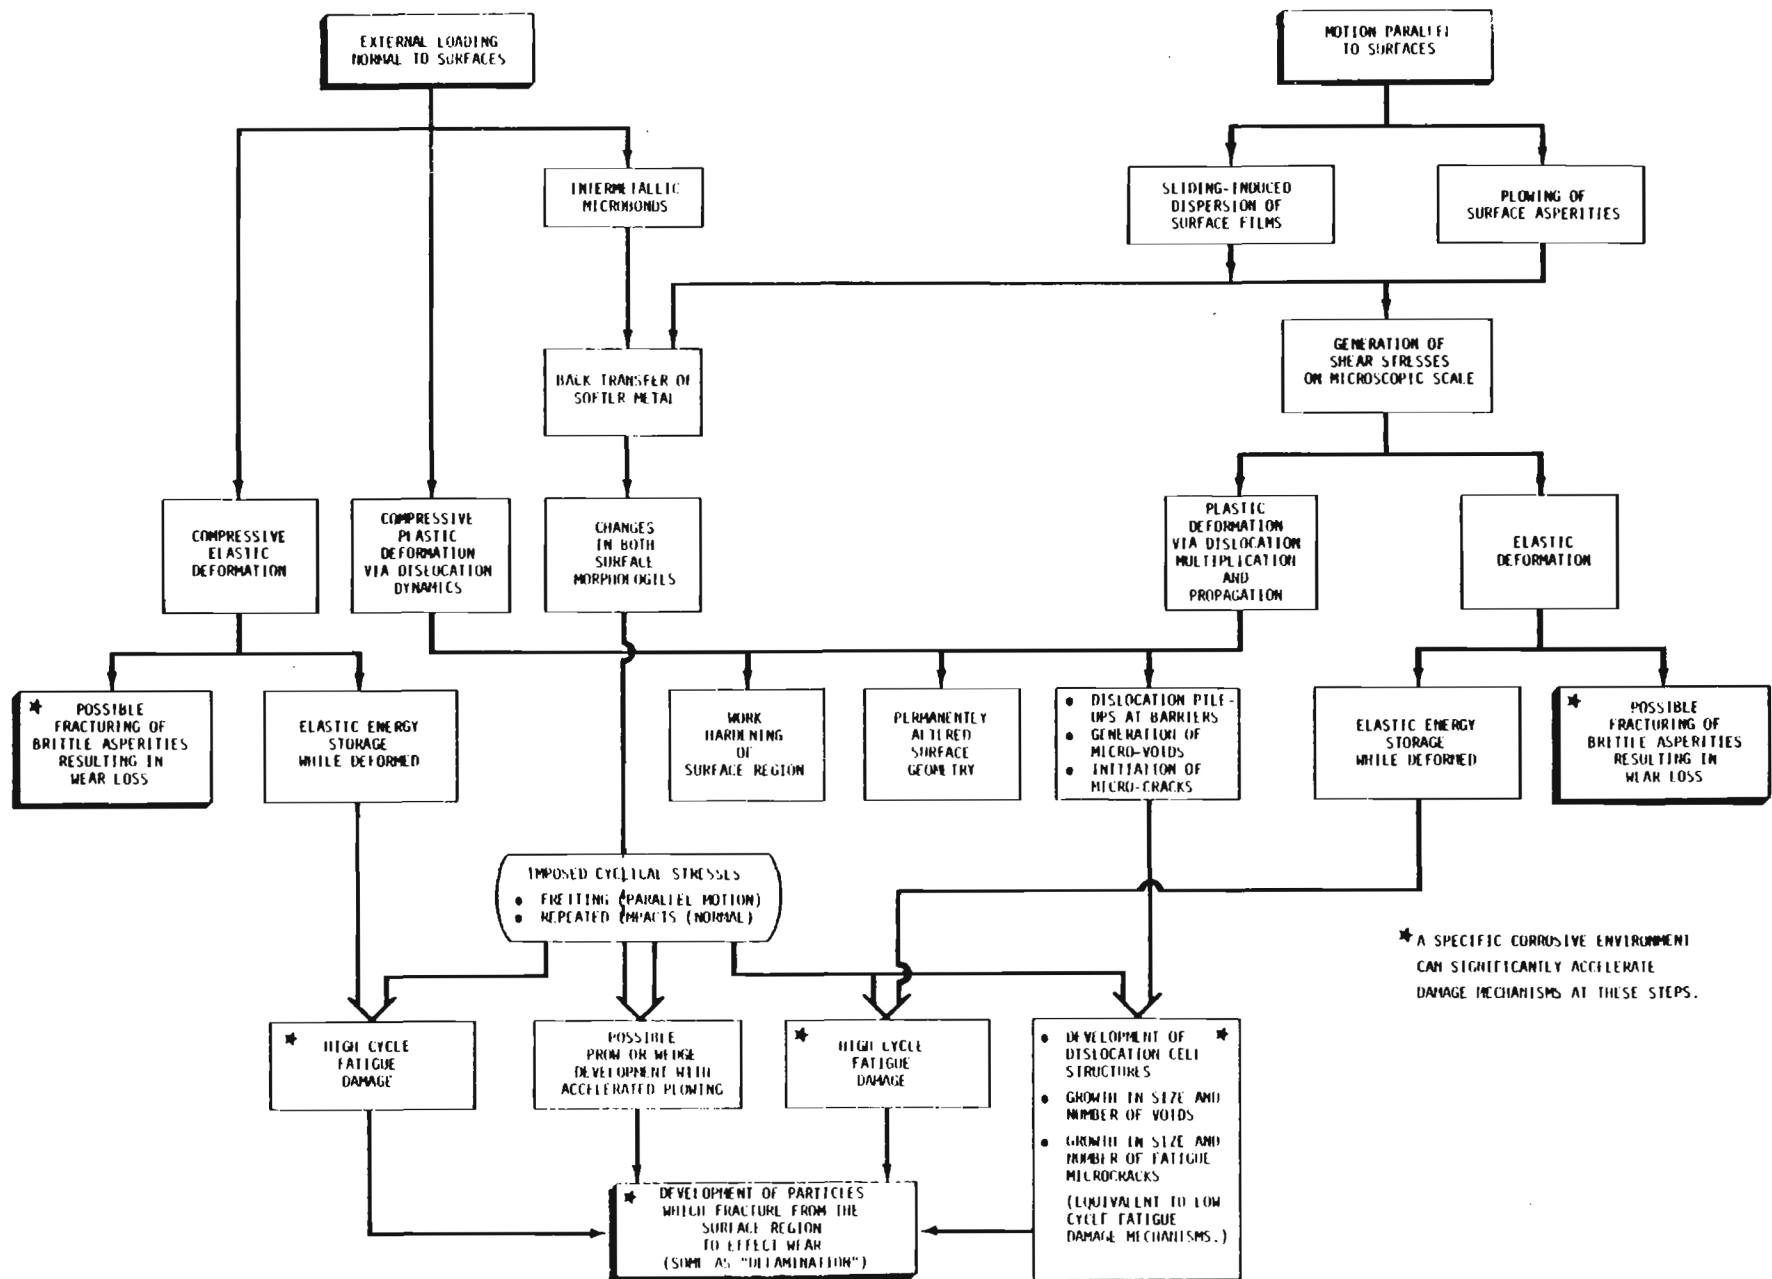 EXTERNAL LOADING
NORMAL TO SURFACES
MOTION PARALLEL
TO SURFACES
INTERMETALLIC
MICROBONDS
SLIDING-INDUCED
DISPERSION OF
SURFACE FILMS
PLOWING OF
SURFACE ASPERITIES
BACK TRANSFER OF
SOFTER METAL
GENERATION OF
SHEAR STRESSES
ON MICROSCOPIC SCALE
COMPRESSIVE
ELASTIC
DEFORMATION
COMPRESSIVE
PLASTIC
DEFORMATION
VIA DISLOCATION
DYNAMICS
CHANGES
IN BOTH
SURFACE
MORPHOLOGIES
PLASTIC
DEFORMATION
VIA DISLOCATION
MULTIPLICATION
AND
PROPAGATION
ELASTIC
DEFORMATION
★ POSSIBLE
FRACTURING OF
BRITTLE ASPERITIES
RESULTING IN
WEAR LOSS
ELASTIC ENERGY
STORAGE
WHILE DEFORMED
WORK
HARDENING
OF
SURFACE REGION
PERMANENTLY
ALTERED
SURFACE
GEOMETRY
• DISLOCATION PILE-
UPS AT BARRIERS
• GENERATION OF
MICRO-VOIDS
• INITIATION OF
MICRO-CRACKS
ELASTIC ENERGY
STORAGE
WHILE DEFORMED
★ POSSIBLE
FRACTURING OF
BRITTLE ASPERITIES
RESULTING IN
WEAR LOSS
IMPOSED CYCLICAL STRESSES
• FRETTING (PARALLEL MOTION)
• REPEATED IMPACTS (NORMAL)
★ A SPECIFIC CORROSIVE ENVIRONMENT
CAN SIGNIFICANTLY ACCELERATE
DAMAGE MECHANISMS AT THESE STEPS.
★ HIGH CYCLE
FATIGUE
DAMAGE
POSSIBLE
PROW OR WEDGE
DEVELOPMENT WITH
ACCELERATED PLOWING
★ HIGH CYCLE
FATIGUE
DAMAGE
• DEVELOPMENT OF ★
DISLOCATION CELL
STRUCTURES
• GROWTH IN SIZE AND
NUMBER OF VOIDS
• GROWTH IN SIZE AND
NUMBER OF FATIGUE
MICROCRACKS
(EQUIVALENT TO LOW
CYCLE FATIGUE
DAMAGE MECHANISMS.)
★ DEVELOPMENT OF PARTICLES
WHICH FRACTURE FROM THE
SURFACE REGION
TO EFFECT WEAR
(SOME AS "DELAMINATION")